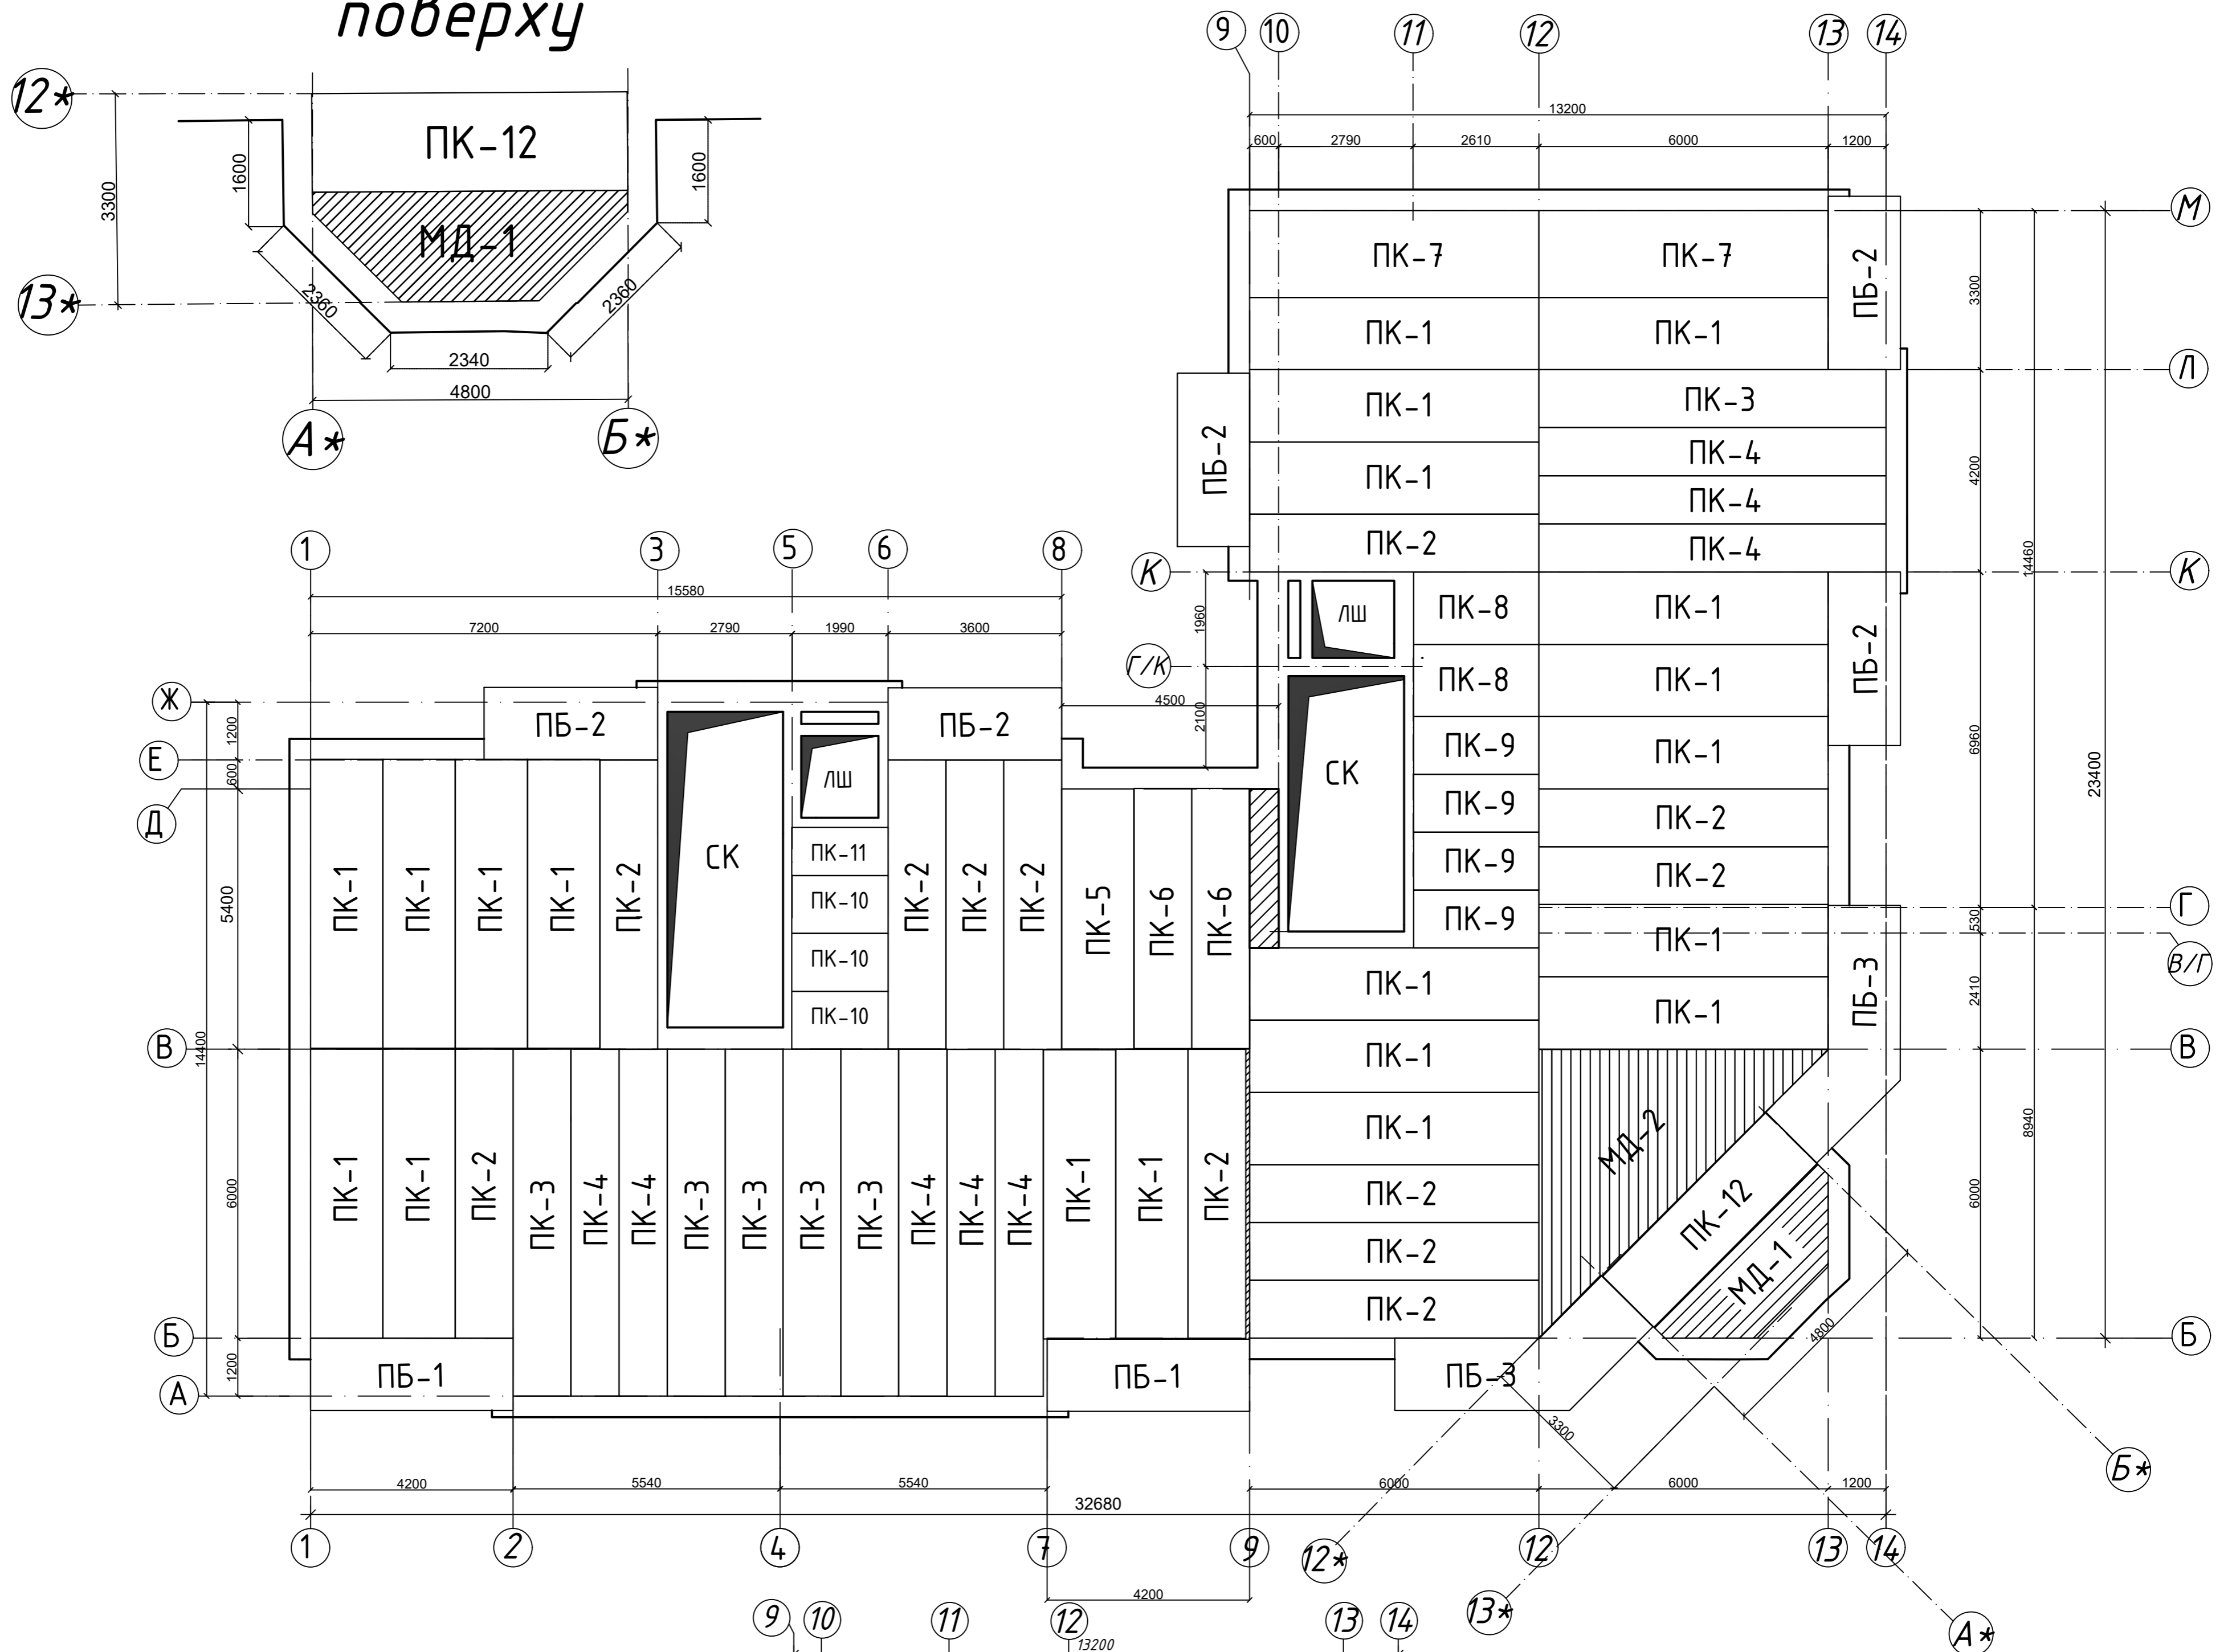 поверху
12*
13*
3300
1600
ПК-12
МД-1
1600
2360
2360
2340
4800
А*
Б*
9
10
11
12
13
14
13200
600
2790
2610
6000
1200
М
Л
К
Г
В/Г
В
Б
3300
4200
6960
530
2410
6000
14460
8940
23400
ПК-7
ПК-7
ПБ-2
ПК-1
ПК-1
ПК-1
ПК-3
ПБ-2
ПК-4
ПК-1
ПК-4
ПК-2
ПК-4
К
Г/К
1960
2100
4500
ЛШ
ПК-8
ПК-1
ПК-8
ПК-1
ПБ-2
ПК-9
ПК-1
СК
ПК-9
ПК-2
ПК-9
ПК-2
ПК-9
ПК-1
ПК-1
ПК-1
ПБ-3
ПК-1
ПК-1
ПК-2
ПК-2
ПК-2
МД-2
ПК-12
МД-1
ПБ-3
4800
3300
1
3
5
6
8
15580
7200
2790
1990
3600
Ж
Е
Д
В
Б
А
1200
600
5400
6000
1200
14400
ПБ-2
ПБ-2
ЛШ
СК
ПК-11
ПК-10
ПК-10
ПК-10
ПК-1
ПК-1
ПК-1
ПК-1
ПК-2
ПК-2
ПК-2
ПК-2
ПК-5
ПК-6
ПК-6
ПК-1
ПК-1
ПК-2
ПК-3
ПК-4
ПК-4
ПК-3
ПК-3
ПК-3
ПК-3
ПК-4
ПК-4
ПК-4
ПК-1
ПК-1
ПК-2
ПБ-1
ПБ-1
4200
5540
5540
6000
6000
1200
32680
1
2
4
7
9
12*
12
13*
13
14
А*
Б*
4200
9
10
11
12
13
14
13200